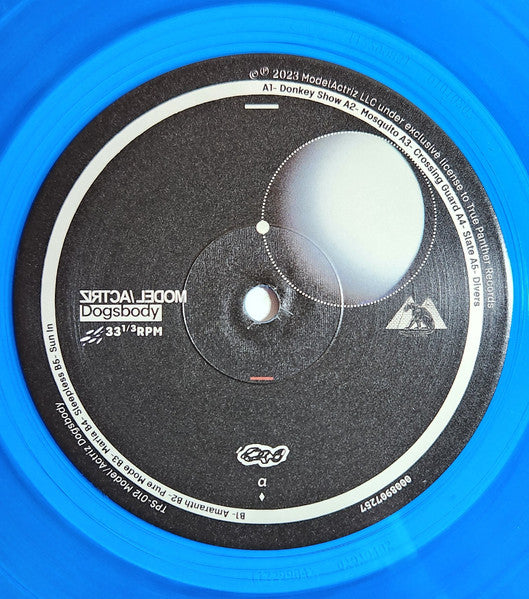 ℗© 2023 ModelActriz LLC under exclusive license to True Panther Records
A1- Donkey Show A2- Mosquito A3- Crossing Guard A4- Slate A5- Divers
MODEL/ACTRIZ
Dogsbody
33 1/3 RPM
α
B1- Amaranth B2- Pure Mode B3- Maria B4- Sleepless B5- Sun In
TPS-012 Model/Actriz Dogsbody
0008907257